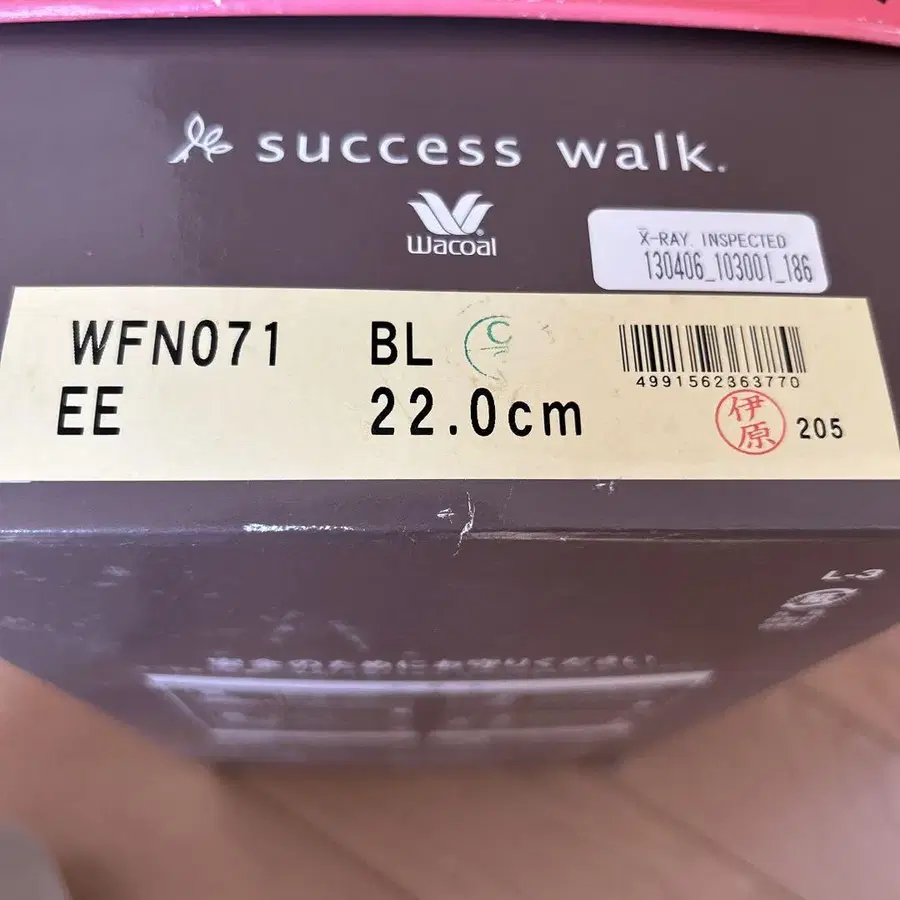 success walk.
Wacoal
X-RAY. INSPECTED
130406_103001_186
WFN071 BL C
4991562363770
EE 22.0cm
伊原 205
L-3